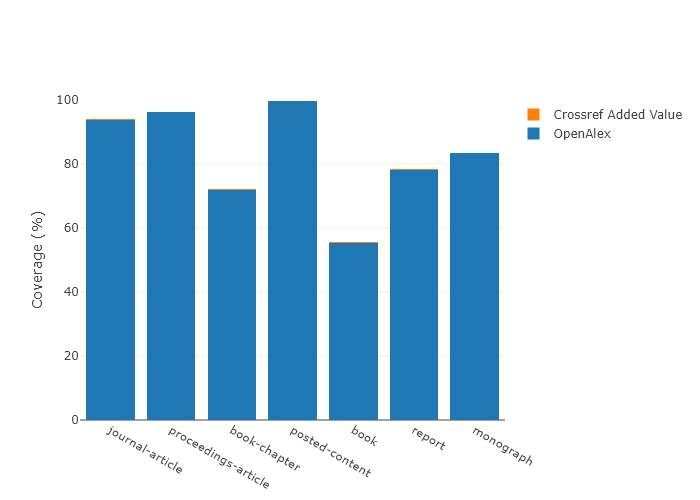 100
80
60
40
20
0
Coverage (%)
journal-article
proceedings-article
book-chapter
posted-content
book
report
monograph
Crossref Added Value
OpenAlex